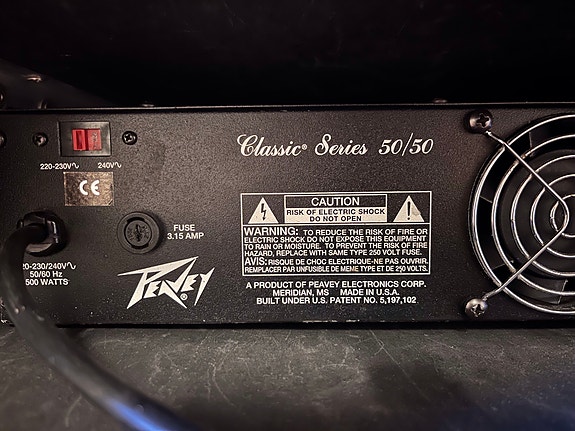 Classic® Series 50/50
220-230V∿ 240V∿
CE
FUSE
3.15 AMP
20-230/240V∿
50/60 Hz
500 WATTS
PEAVEY®
CAUTION
RISK OF ELECTRIC SHOCK
DO NOT OPEN
WARNING: TO REDUCE THE RISK OF FIRE OR
ELECTRIC SHOCK DO NOT EXPOSE THIS EQUIPMENT
TO RAIN OR MOISTURE. TO PREVENT RISK OF FIRE
HAZARD, REPLACE WITH SAME TYPE 250 VOLT FUSE.
AVIS: RISQUE DE CHOC ELECTRIQUE-NE PAS OUVRIR.
REMPLACER PAR UNFUSIBLE DE MEME TYPE ET DE 250 VOLTS.
A PRODUCT OF PEAVEY ELECTRONICS CORP.
MERIDIAN, MS MADE IN U.S.A.
BUILT UNDER U.S. PATENT NO. 5,197,102